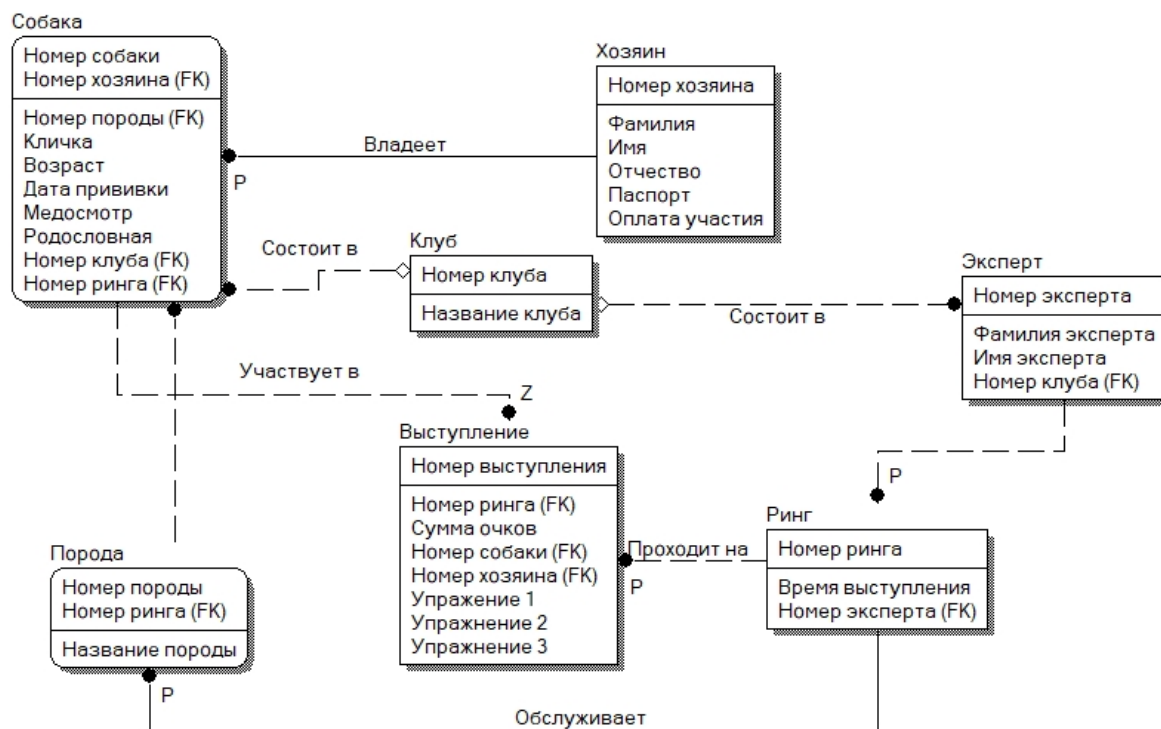 Собака
Номер собаки
Номер хозяина (FK)
Номер породы (FK)
Кличка
Возраст
Дата прививки
Медосмотр
Родословная
Номер клуба (FK)
Номер ринга (FK)
Владеет
P
Хозяин
Номер хозяина
Фамилия
Имя
Отчество
Паспорт
Оплата участия
Состоит в
Клуб
Номер клуба
Название клуба
Состоит в
Эксперт
Номер эксперта
Фамилия эксперта
Имя эксперта
Номер клуба (FK)
Участвует в
Z
Выступление
Номер выступления
Номер ринга (FK)
Сумма очков
Номер собаки (FK)
Номер хозяина (FK)
Упражение 1
Упражнение 2
Упражнение 3
Проходит на
P
P
Ринг
Номер ринга
Время выступления
Номер эксперта (FK)
Порода
Номер породы
Номер ринга (FK)
Название породы
P
Обслуживает